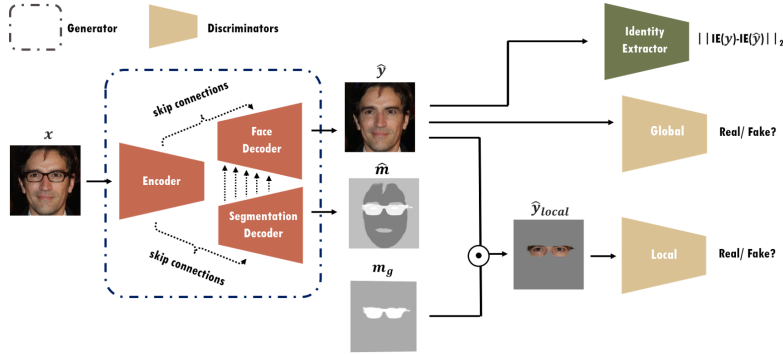 Generator
Discriminators
Identity
Extractor
||IE(y)-IE(ŷ)||₂
skip connections
ŷ
x
Face
Decoder
Global
Real/ Fake?
Encoder
m̂
Segmentation
Decoder
ŷ_local
skip connections
Local
Real/ Fake?
m_g